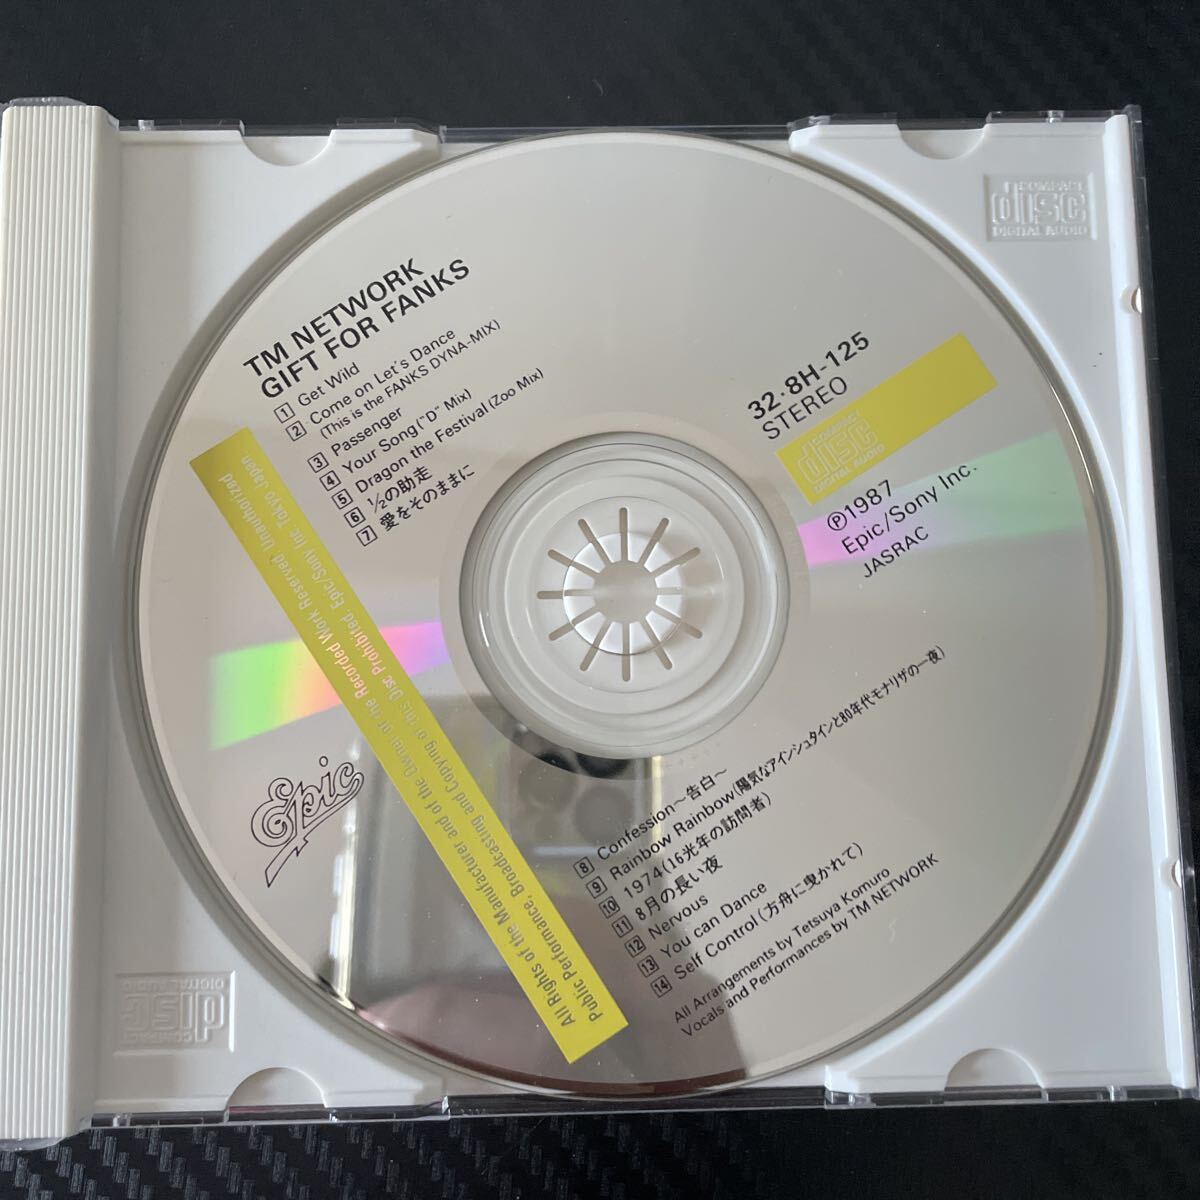 TM NETWORK
GIFT FOR FANKS
1 Get Wild
2 Come on Let's Dance
(This is the FANKS DYNA-MIX)
3 Passenger
4 Your Song ("D" Mix)
5 Dragon the Festival (Zoo Mix)
6 ½の助走
7 愛をそのままに
32・8H-125
STEREO
COMPACT
disc
DIGITAL AUDIO
Ⓟ1987
Epic/Sony Inc.
JASRAC
Epic
8 Confession〜告白〜
9 Rainbow Rainbow(陽気なアインシュタインと80年代モナリザの一夜)
10 1974(16光年の訪問者)
11 8月の長い夜
12 Nervous
13 You can Dance
14 Self Control(方舟に曳かれて)
All Arrangements by Tetsuya Komuro
Vocals and Performances by TM NETWORK
All Rights of the Manufacturer and of the Owner of the Recorded Work Reserved. Unauthorized
Public Performance, Broadcasting and Copying of this Disc Prohibited. Epic/Sony Inc. Tokyo Japan.
COMPACT
disc
DIGITAL AUDIO
COMPACT
disc
DIGITAL AUDIO